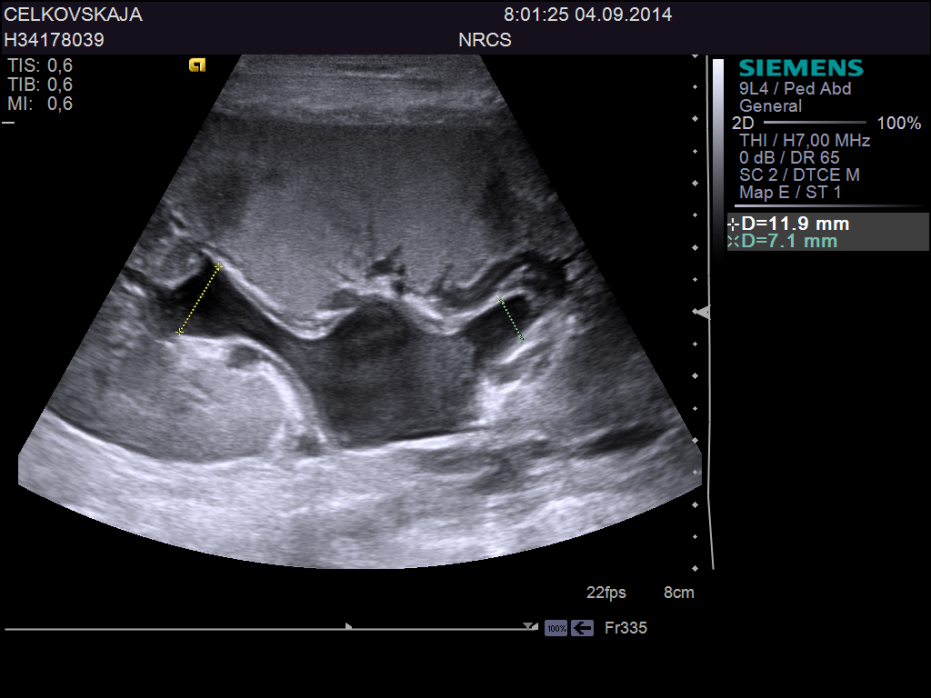 CELKOVSKAJA
8:01:25 04.09.2014
H34178039
NRCS
TIS: 0,6
TIB: 0,6
MI: 0,6
SIEMENS
9L4 / Ped Abd
General
2D 100%
THI / H7,00 MHz
0 dB / DR 65
SC 2 / DTCE M
Map E / ST 1
D=11.9 mm
D=7.1 mm
22fps 8cm
100% Fr335